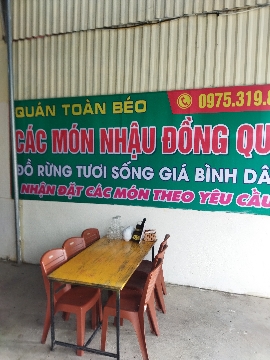 QUÁN TOÀN BÉO
0975.319.8
CÁC MÓN NHẬU ĐỒNG QU
ĐỒ RỪNG TƯƠI SỐNG GIÁ BÌNH DÂ
NHẬN ĐẶT CÁC MÓN THEO YÊU CẦU